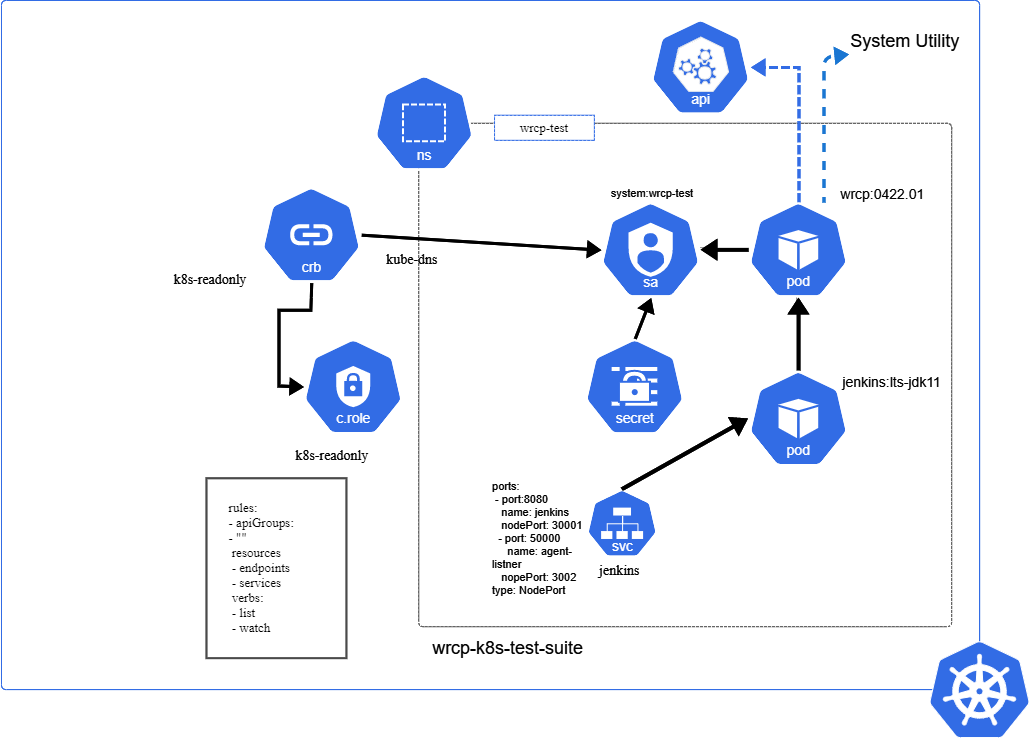 System Utility
api
wrcp-test
ns
system:wrcp-test
wrcp:0422.01
crb
kube-dns
sa
pod
k8s-readonly
c.role
secret
jenkins:lts-jdk11
pod
k8s-readonly
rules:
- apiGroups:
- ""
resources
- endpoints
- services
verbs:
- list
- watch
ports:
- port:8080
name: jenkins
nodePort: 30001
- port: 50000
name: agent-
listner
nopePort: 3002
type: NodePort
svc
jenkins
wrcp-k8s-test-suite